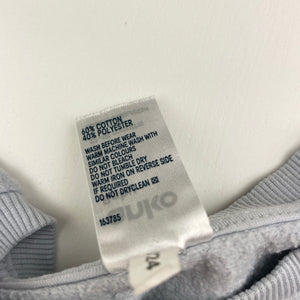 60% COTTON
40% POLYESTER
WASH BEFORE WEAR
WARM MACHINE WASH WITH
SIMILAR COLOURS
DO NOT BLEACH
DO NOT TUMBLE DRY
WARM IRON ON REVERSE SIDE
IF REQUIRED
DO NOT DRYCLEAN
163785
24